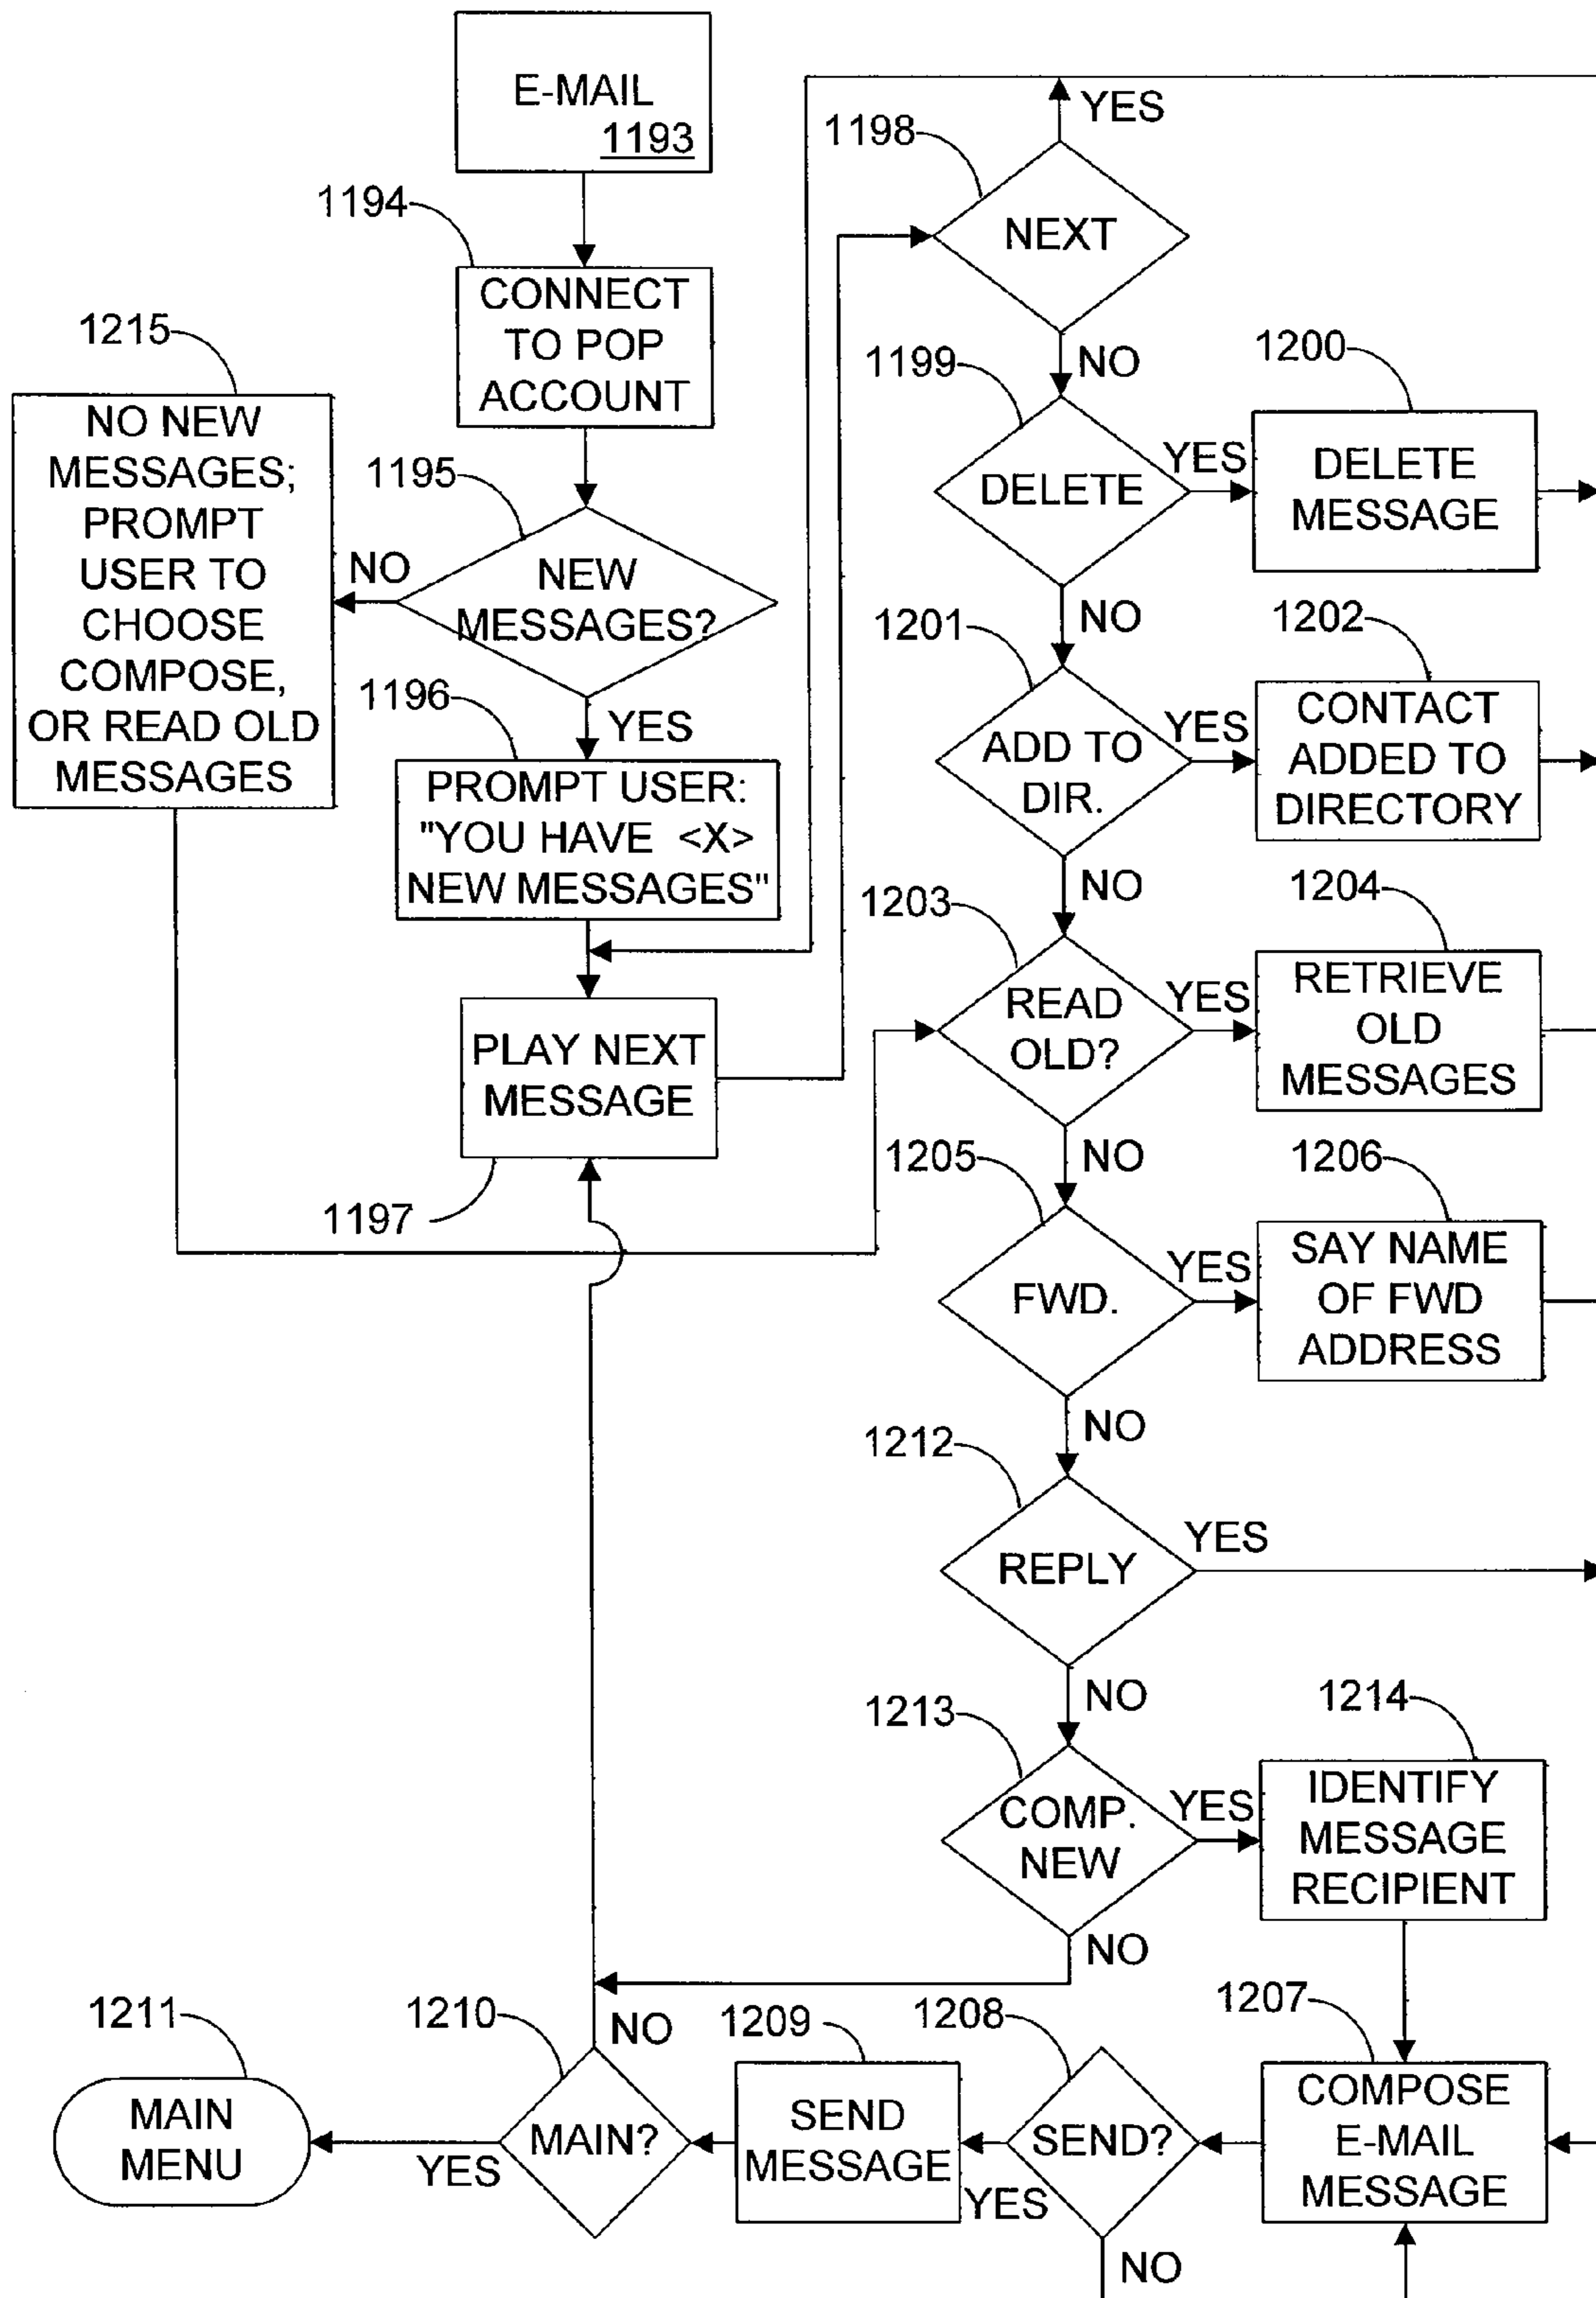 E-MAIL
1193
1194
CONNECT
TO POP
ACCOUNT
1215
NO NEW
MESSAGES;
PROMPT
USER TO
CHOOSE
COMPOSE,
OR READ OLD
MESSAGES
1195
NO
NEW
MESSAGES?
YES
1196
PROMPT USER:
"YOU HAVE <X>
NEW MESSAGES"
PLAY NEXT
MESSAGE
1197
1198
YES
NEXT
NO
1199
DELETE
YES
1200
DELETE
MESSAGE
NO
1201
ADD TO
DIR.
YES
1202
CONTACT
ADDED TO
DIRECTORY
NO
1203
READ
OLD?
YES
1204
RETRIEVE
OLD
MESSAGES
NO
1205
FWD.
YES
1206
SAY NAME
OF FWD
ADDRESS
NO
1212
REPLY
YES
NO
1213
COMP.
NEW
YES
1214
IDENTIFY
MESSAGE
RECIPIENT
NO
1207
COMPOSE
E-MAIL
MESSAGE
1208
SEND?
YES
NO
1209
SEND
MESSAGE
1210
NO
MAIN?
YES
1211
MAIN
MENU